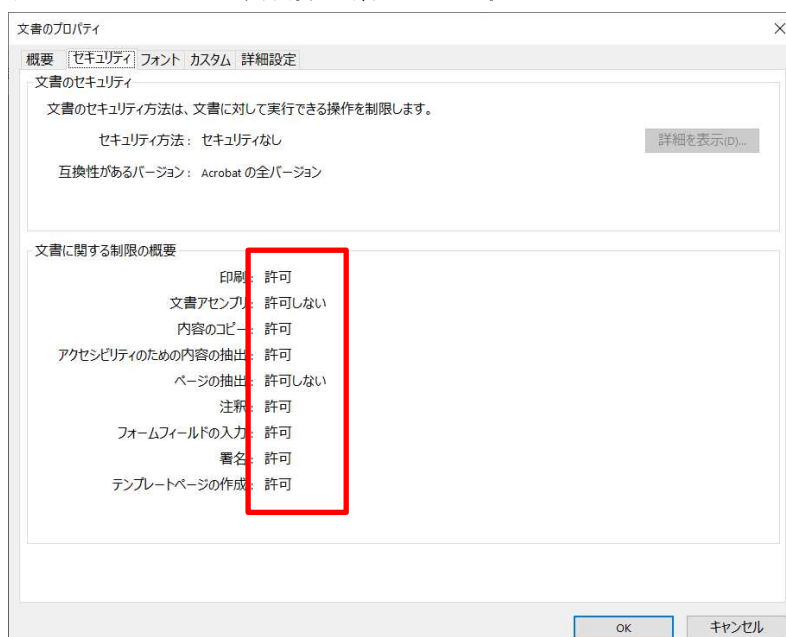 文書のプロパティ
概要 セキュリティ フォント カスタム 詳細設定
文書のセキュリティ
文書のセキュリティ方法は、文書に対して実行できる操作を制限します。
セキュリティ方法： セキュリティなし 詳細を表示(D)...
互換性があるバージョン： Acrobat の全バージョン
文書に関する制限の概要
印刷： 許可
文書アセンブリ： 許可しない
内容のコピー： 許可
アクセシビリティのための内容の抽出： 許可
ページの抽出： 許可しない
注釈： 許可
フォームフィールドの入力： 許可
署名： 許可
テンプレートページの作成： 許可
OK キャンセル